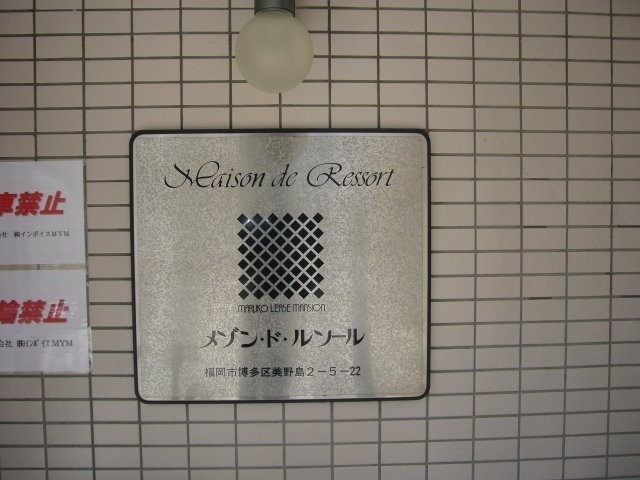 Maison de Ressort
MARUKO LEASE MANSION
メゾン・ド・ルソール
福岡市博多区美野島2-5-22
車禁止
会社 ㈱インボイスMYM
輪禁止
会社 ㈱インボイスMYM